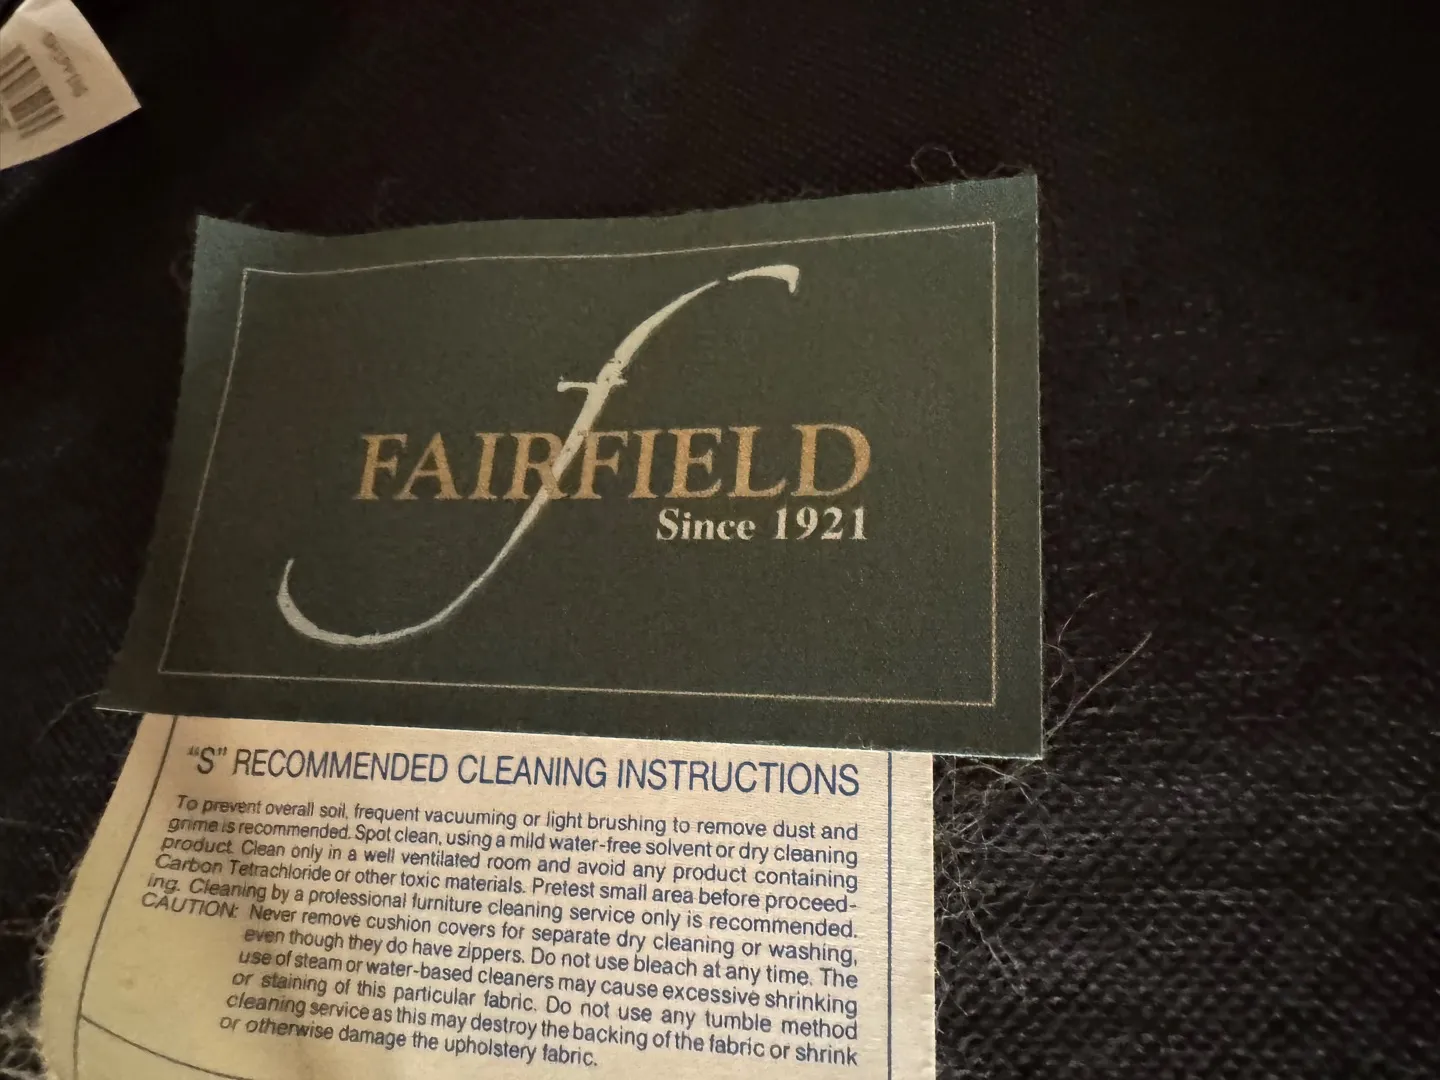 f
FAIRFIELD
Since 1921
“S” RECOMMENDED CLEANING INSTRUCTIONS
To prevent overall soil, frequent vacuuming or light brushing to remove dust and
grime is recommended. Spot clean, using a mild water-free solvent or dry cleaning
product. Clean only in a well ventilated room and avoid any product containing
Carbon Tetrachloride or other toxic materials. Pretest small area before proceed-
ing. Cleaning by a professional furniture cleaning service only is recommended.
CAUTION: Never remove cushion covers for separate dry cleaning or washing,
even though they do have zippers. Do not use bleach at any time. The
use of steam or water-based cleaners may cause excessive shrinking
or staining of this particular fabric. Do not use any tumble method
cleaning service as this may destroy the backing of the fabric or shrink
or otherwise damage the upholstery fabric.